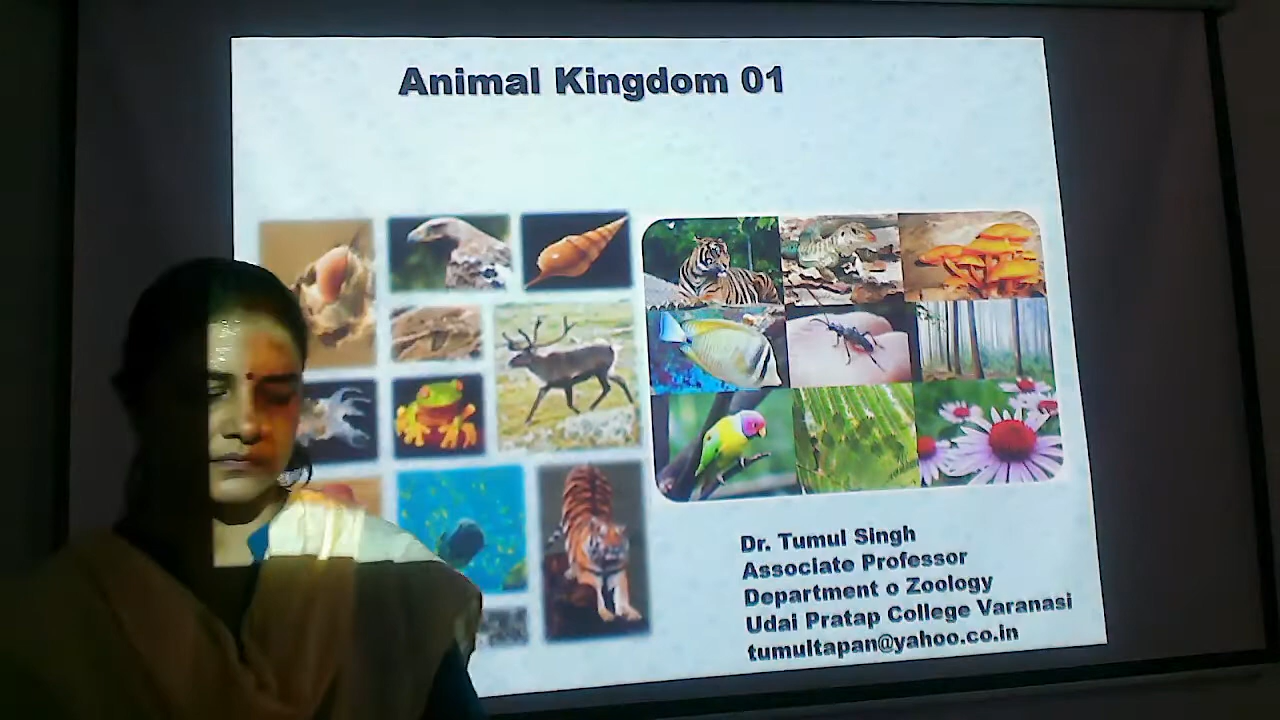 Animal Kingdom 01
Dr. Tumul Singh
Associate Professor
Department o Zoology
Udai Pratap College Varanasi
tumultapan@yahoo.co.in